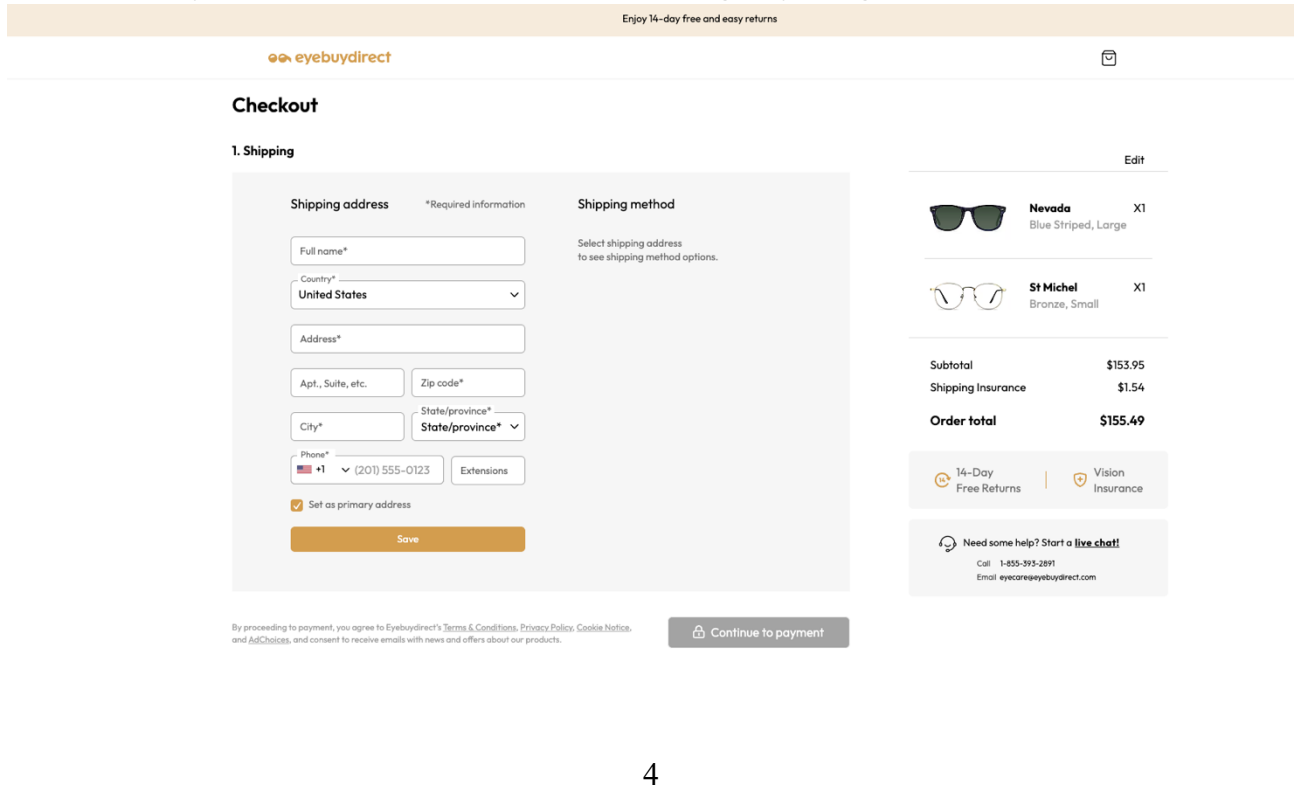 Enjoy 14-day free and easy returns
eyebuydirect
Checkout
1. Shipping
Shipping address
*Required information
Full name*
Country*
United States
Address*
Apt., Suite, etc.
Zip code*
City*
State/province*
State/province*
Phone*
+1
(201) 555-0123
Extensions
Set as primary address
Save
Shipping method
Select shipping address
to see shipping method options.
By proceeding to payment, you agree to Eyebuydirect's Terms & Conditions, Privacy Policy, Cookie Notice,
and AdChoices, and consent to receive emails with news and offers about our products.
Continue to payment
Edit
Nevada X1
Blue Striped, Large
St Michel X1
Bronze, Small
Subtotal $153.95
Shipping Insurance $1.54
Order total $155.49
14
14-Day
Free Returns
Vision
Insurance
Need some help? Start a live chat!
Call 1-855-393-2891
Email eyecare@eyebuydirect.com
4